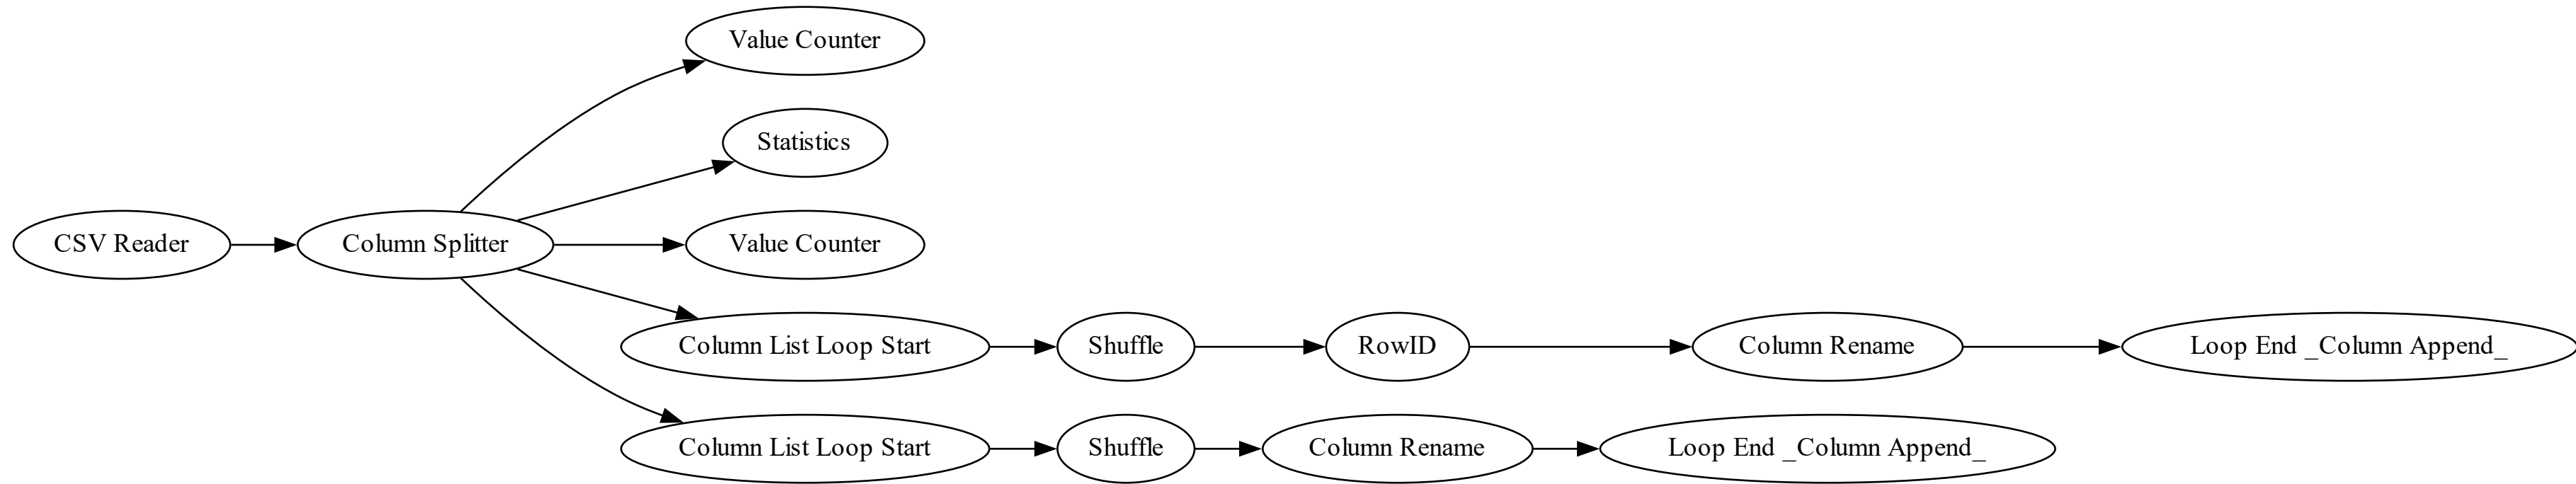 Value Counter
Statistics
CSV Reader
Column Splitter
Value Counter
Column List Loop Start
Shuffle
RowID
Column Rename
Loop End _Column Append_
Column List Loop Start
Shuffle
Column Rename
Loop End _Column Append_